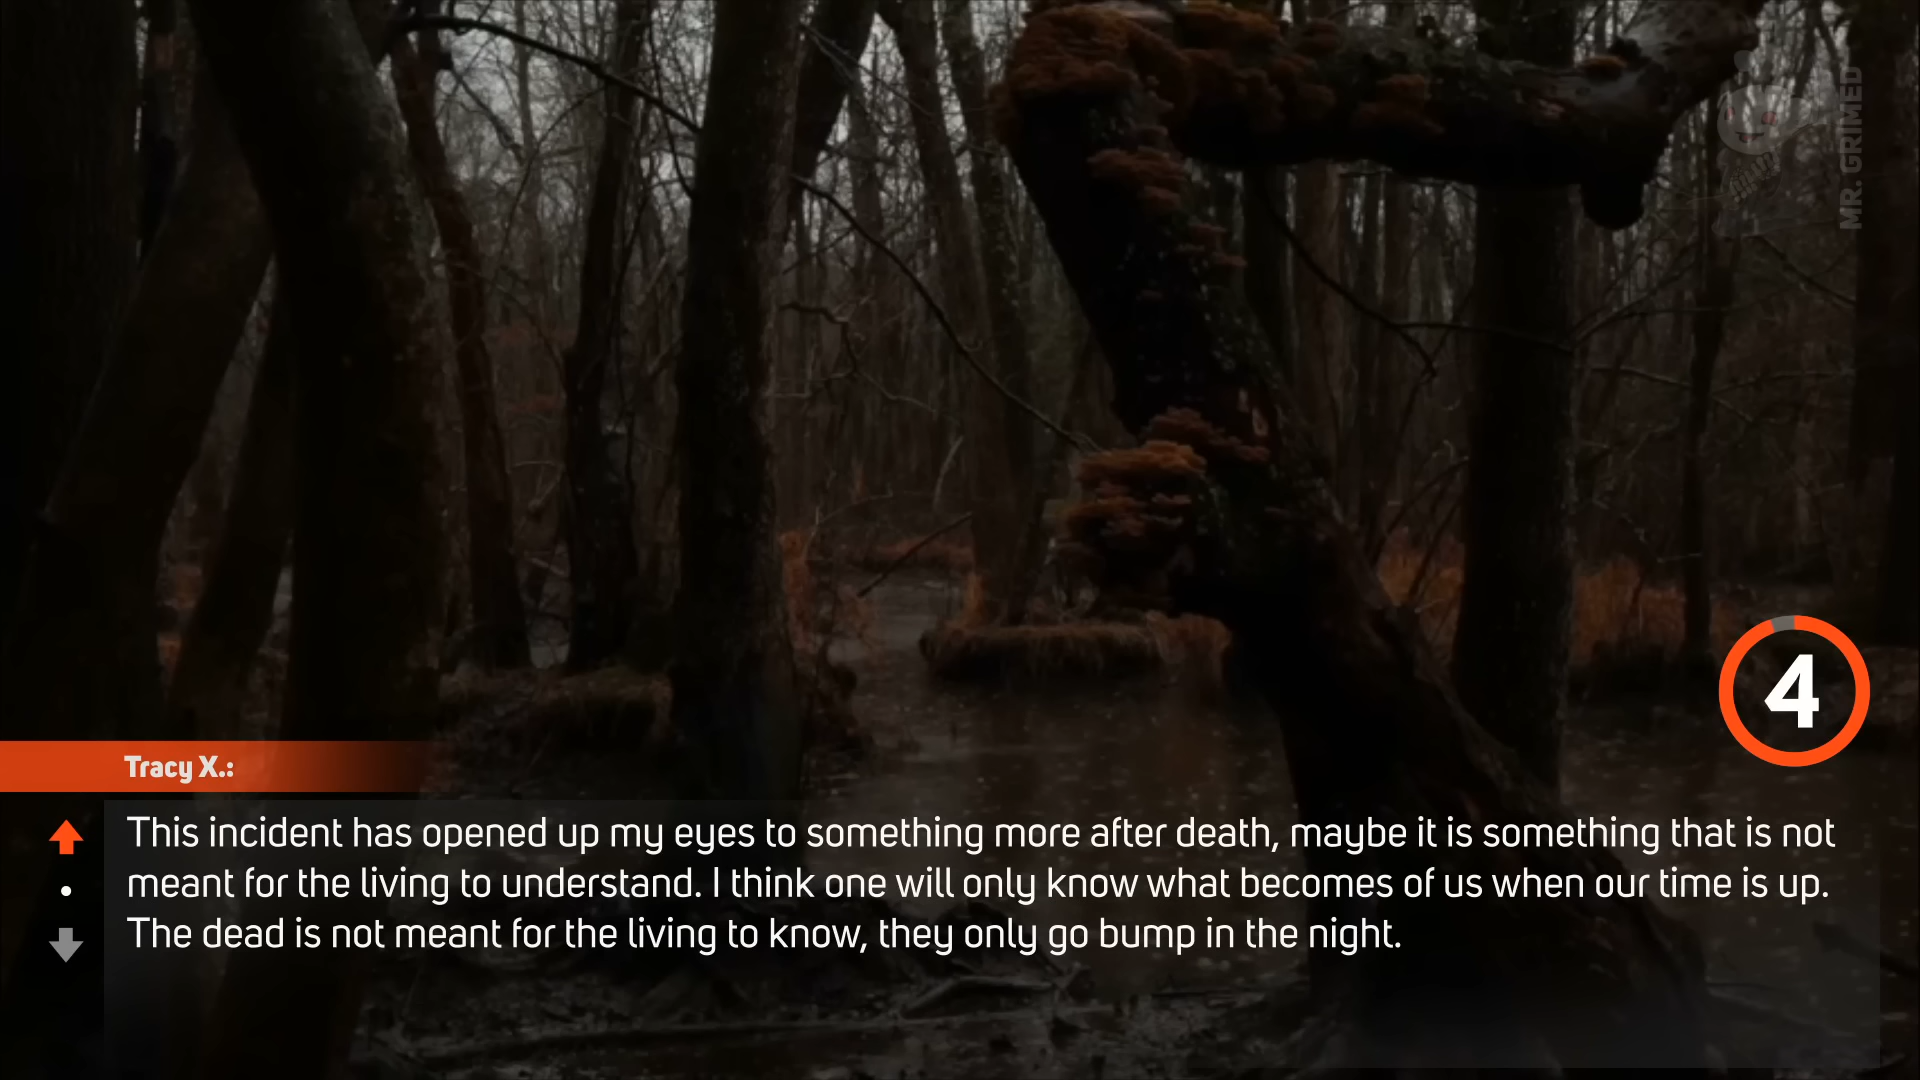 MR. GRIMED
4
Tracy X.:
This incident has opened up my eyes to something more after death, maybe it is something that is not
meant for the living to understand. I think one will only know what becomes of us when our time is up.
The dead is not meant for the living to know, they only go bump in the night.